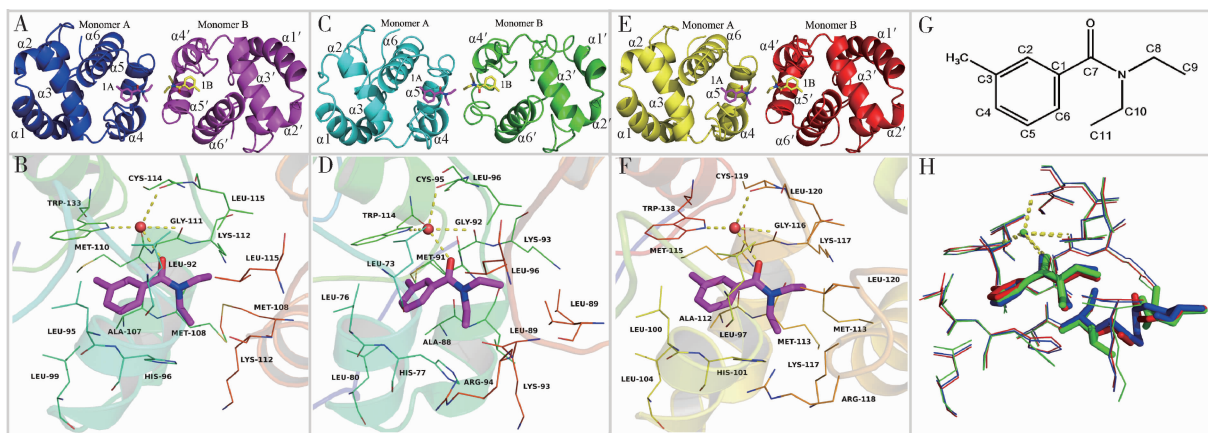 A
Monomer A
Monomer B
α2
α6
α4′
α1′
α5
α3
1A
1B
α3′
α5′
α1
α4
α6′
α2′
B
CYS-114
TRP-133
LEU-115
GLY-111
MET-110
LYS-112
LEU-92
LEU-115
MET-108
LEU-95
ALA-107
MET-108
LYS-112
LEU-99
HIS-96
C
Monomer A
Monomer B
α2
α6
α4′
α1′
α3
α5
1A
1B
α3′
α5′
α1
α4
α6′
α2′
D
CYS-95
LEU-96
TRP-114
GLY-92
LYS-93
LEU-73
MET-91
LEU-96
LEU-76
LEU-89
ALA-88
LEU-89
LEU-80
HIS-77
ARG-94
LYS-93
E
Monomer A
Monomer B
α2
α6
α4′
α1′
1A
1B
α3
α5
α3′
α5′
α1
α4
α6′
α2′
F
CYS-119
LEU-120
TRP-138
GLY-116
MET-115
LYS-117
LEU-120
ALA-112
MET-113
LEU-100
LEU-97
MET-113
LYS-117
LEU-104
HIS-101
ARG-118
G
O
H₃C
C2
C1
C7
C8
C3
N
C9
C4
C6
C10
C5
C11
H